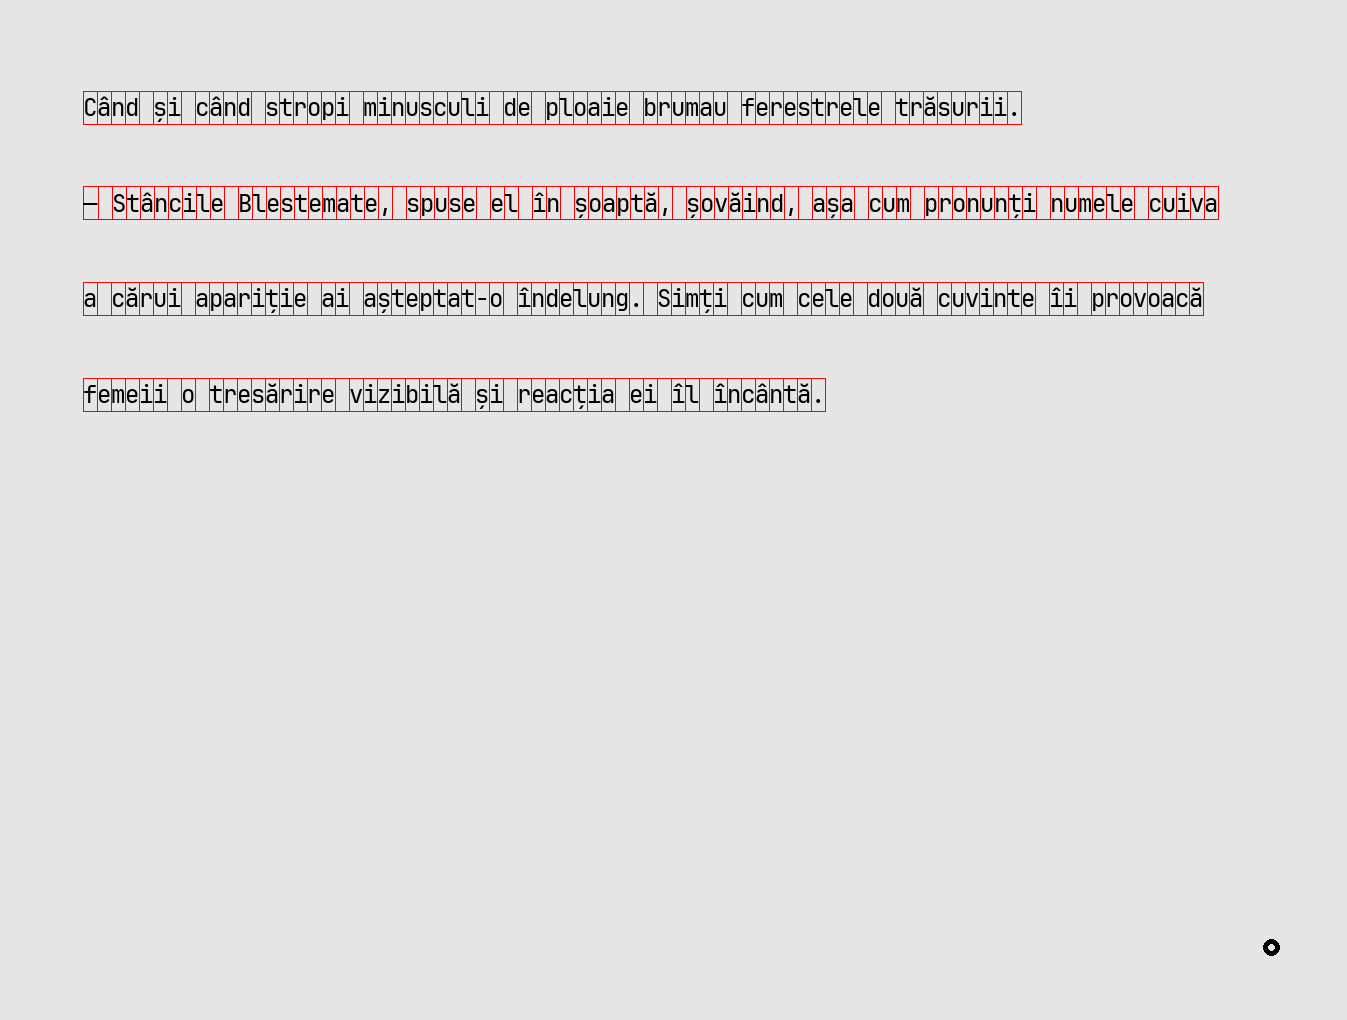 Când și când stropi minusculi de ploaie brumau ferestrele trăsurii.
— Stâncile Blestemate, spuse el în șoaptă, șovăind, așa cum pronunți numele cuiva
a cărui apariție ai așteptat-o îndelung. Simți cum cele două cuvinte îi provoacă
femeii o tresărire vizibilă și reacția ei îl încântă.